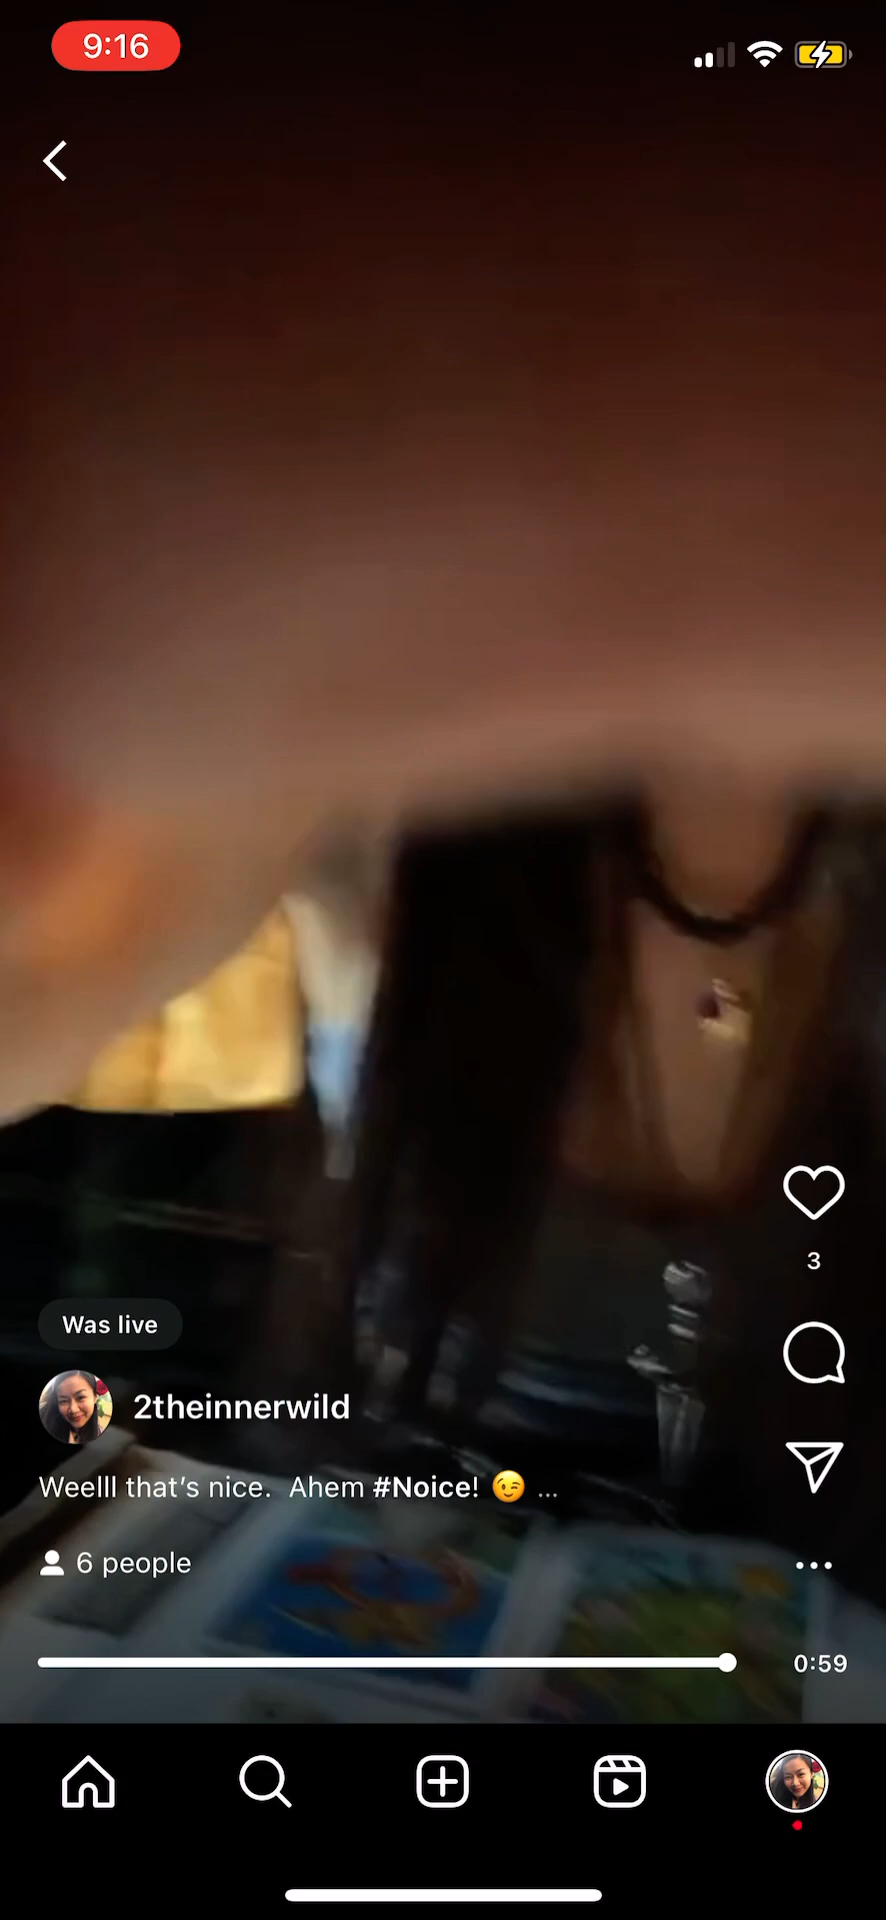 9:16
3
Was live
2theinnerwild
Weelll that’s nice.  Ahem #Noice! 😉 ...
6 people
0:59